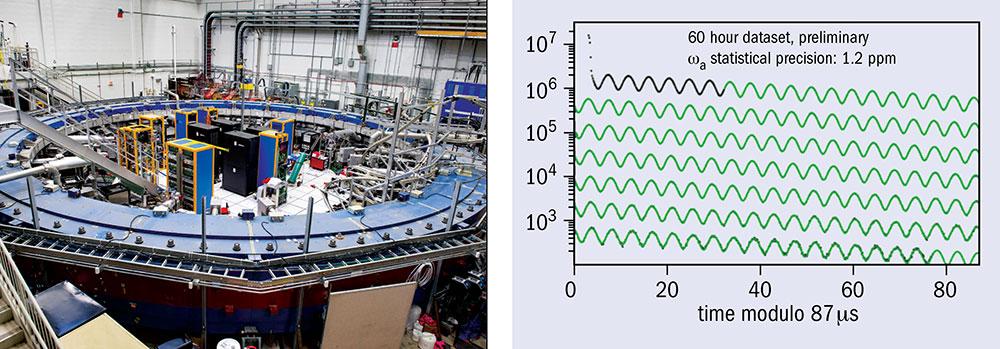 60 hour dataset, preliminary
ωa statistical precision: 1.2 ppm
10⁷
10⁶
10⁵
10⁴
10³
0 20 40 60 80
time modulo 87µs